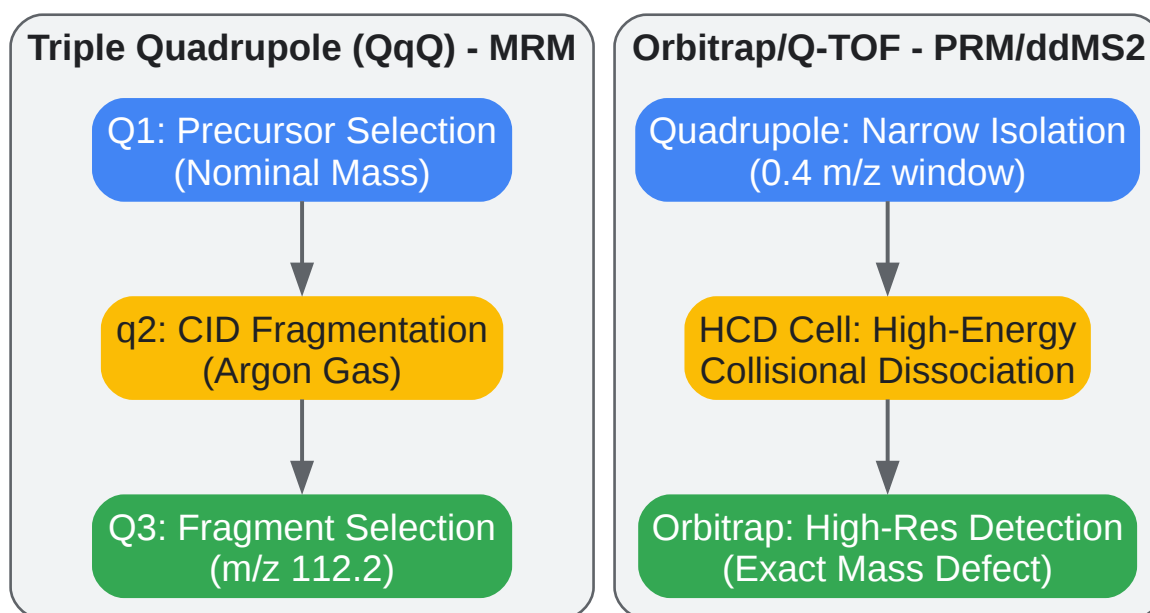 Triple Quadrupole (QqQ) - MRM
Q1: Precursor Selection
(Nominal Mass)
q2: CID Fragmentation
(Argon Gas)
Q3: Fragment Selection
(m/z 112.2)
Orbitrap/Q-TOF - PRM/ddMS2
Quadrupole: Narrow Isolation
(0.4 m/z window)
HCD Cell: High-Energy
Collisional Dissociation
Orbitrap: High-Res Detection
(Exact Mass Defect)